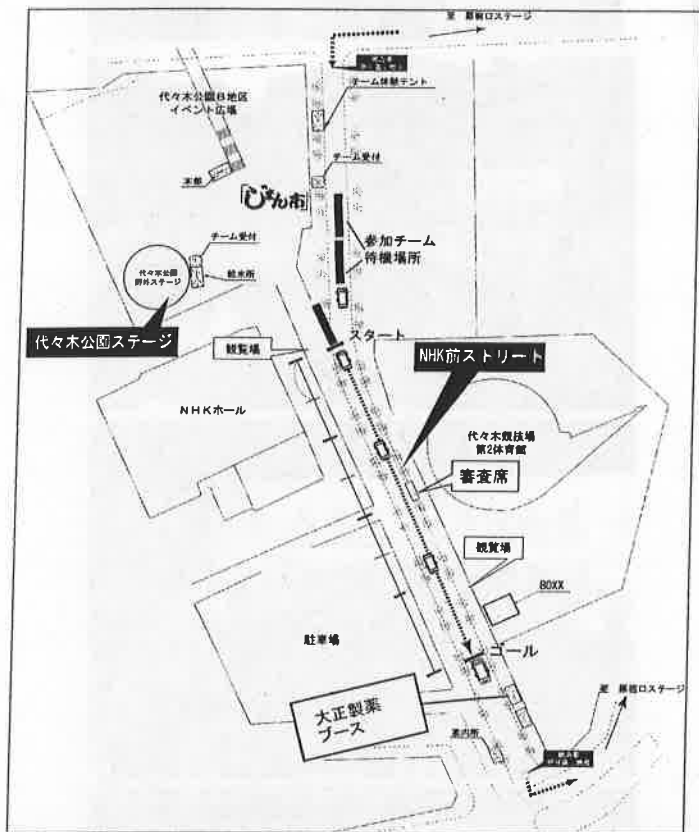 至 原宿口ステージ
チーム休憩テント
代々木公園B地区
イベント広場
チーム受付
本部
「じょん市」
チーム受付
給水所
代々木公園
野外ステージ
参加チーム
待機場所
代々木公園ステージ
スタート
観覧場
NHK前ストリート
NHKホール
代々木競技場
第2体育館
審査席
観覧場
BOXX
駐車場
ゴール
至 原宿口ステージ
大正製薬
ブース
案内所